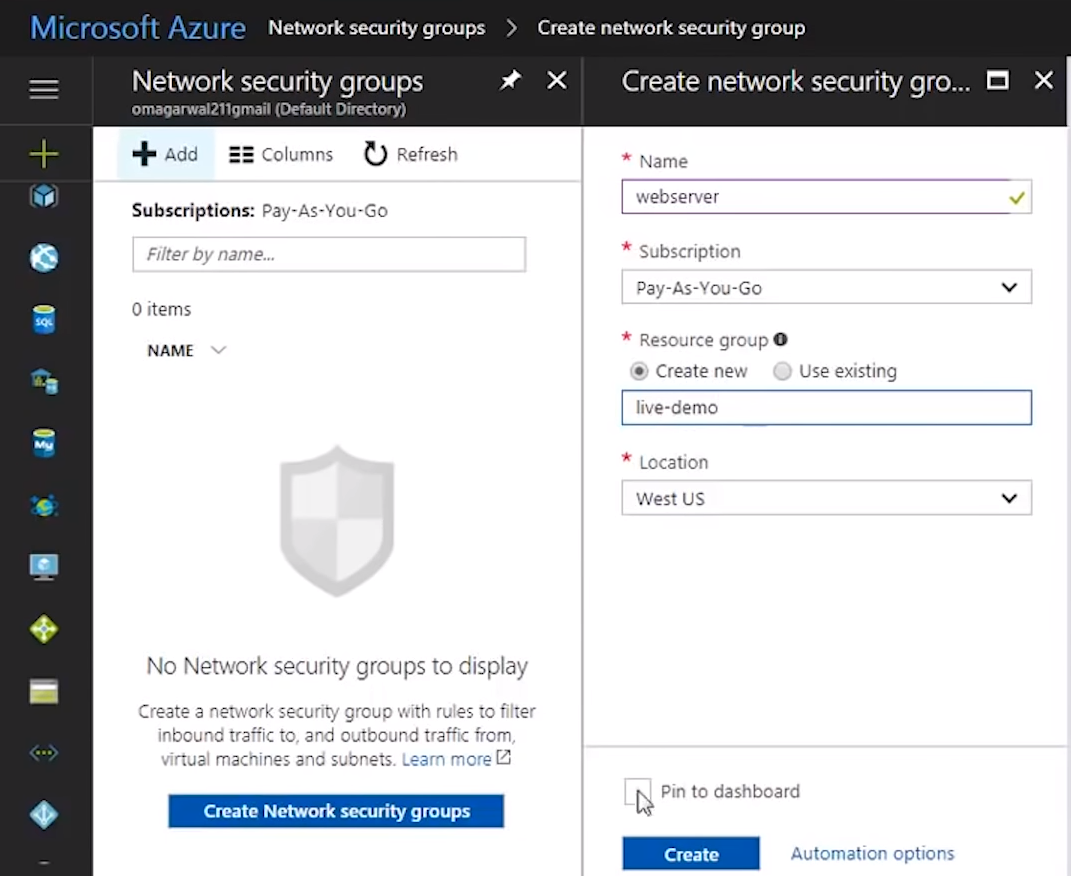 Microsoft Azure Network security groups > Create network security group
Network security groups
omagarwal211gmail (Default Directory)
Add Columns Refresh
Subscriptions: Pay-As-You-Go
Filter by name...
0 items
NAME
No Network security groups to display
Create a network security group with rules to filter
inbound traffic to, and outbound traffic from,
virtual machines and subnets. Learn more
Create Network security groups
Create network security gro...
* Name
webserver
* Subscription
Pay-As-You-Go
* Resource group
Create new Use existing
live-demo
* Location
West US
Pin to dashboard
Create Automation options
SQL
My